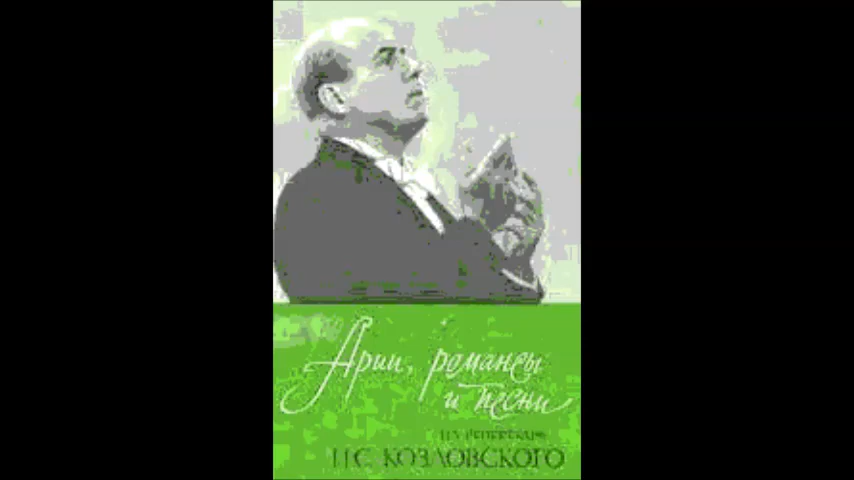 Арии, романсы
и песни
ИЗ РЕПЕРТУАРА
И.С. КОЗЛОВСКОГО